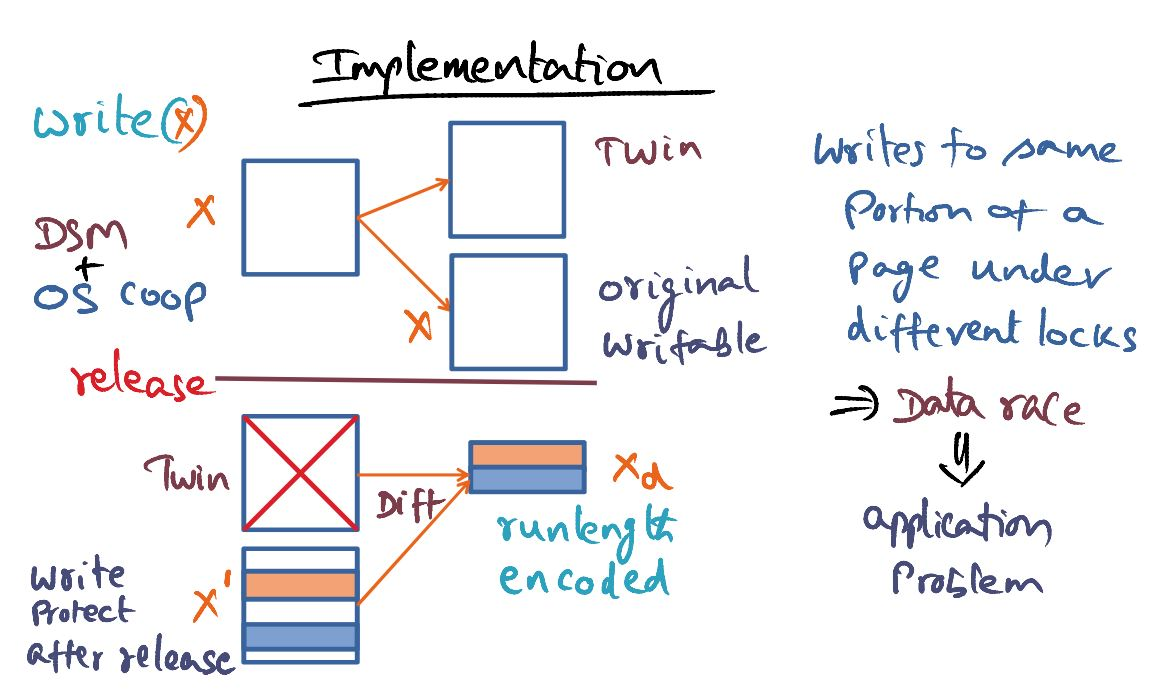 Implementation
write(x)
Twin
X
DSM
+
OS coop
X
original
writable
release
Twin
Diff
Xd
runlength
encoded
write
Protect
after release
X'
writes to same
Portion of a
Page under
different locks
⇒ Data race
⇓
application
Problem